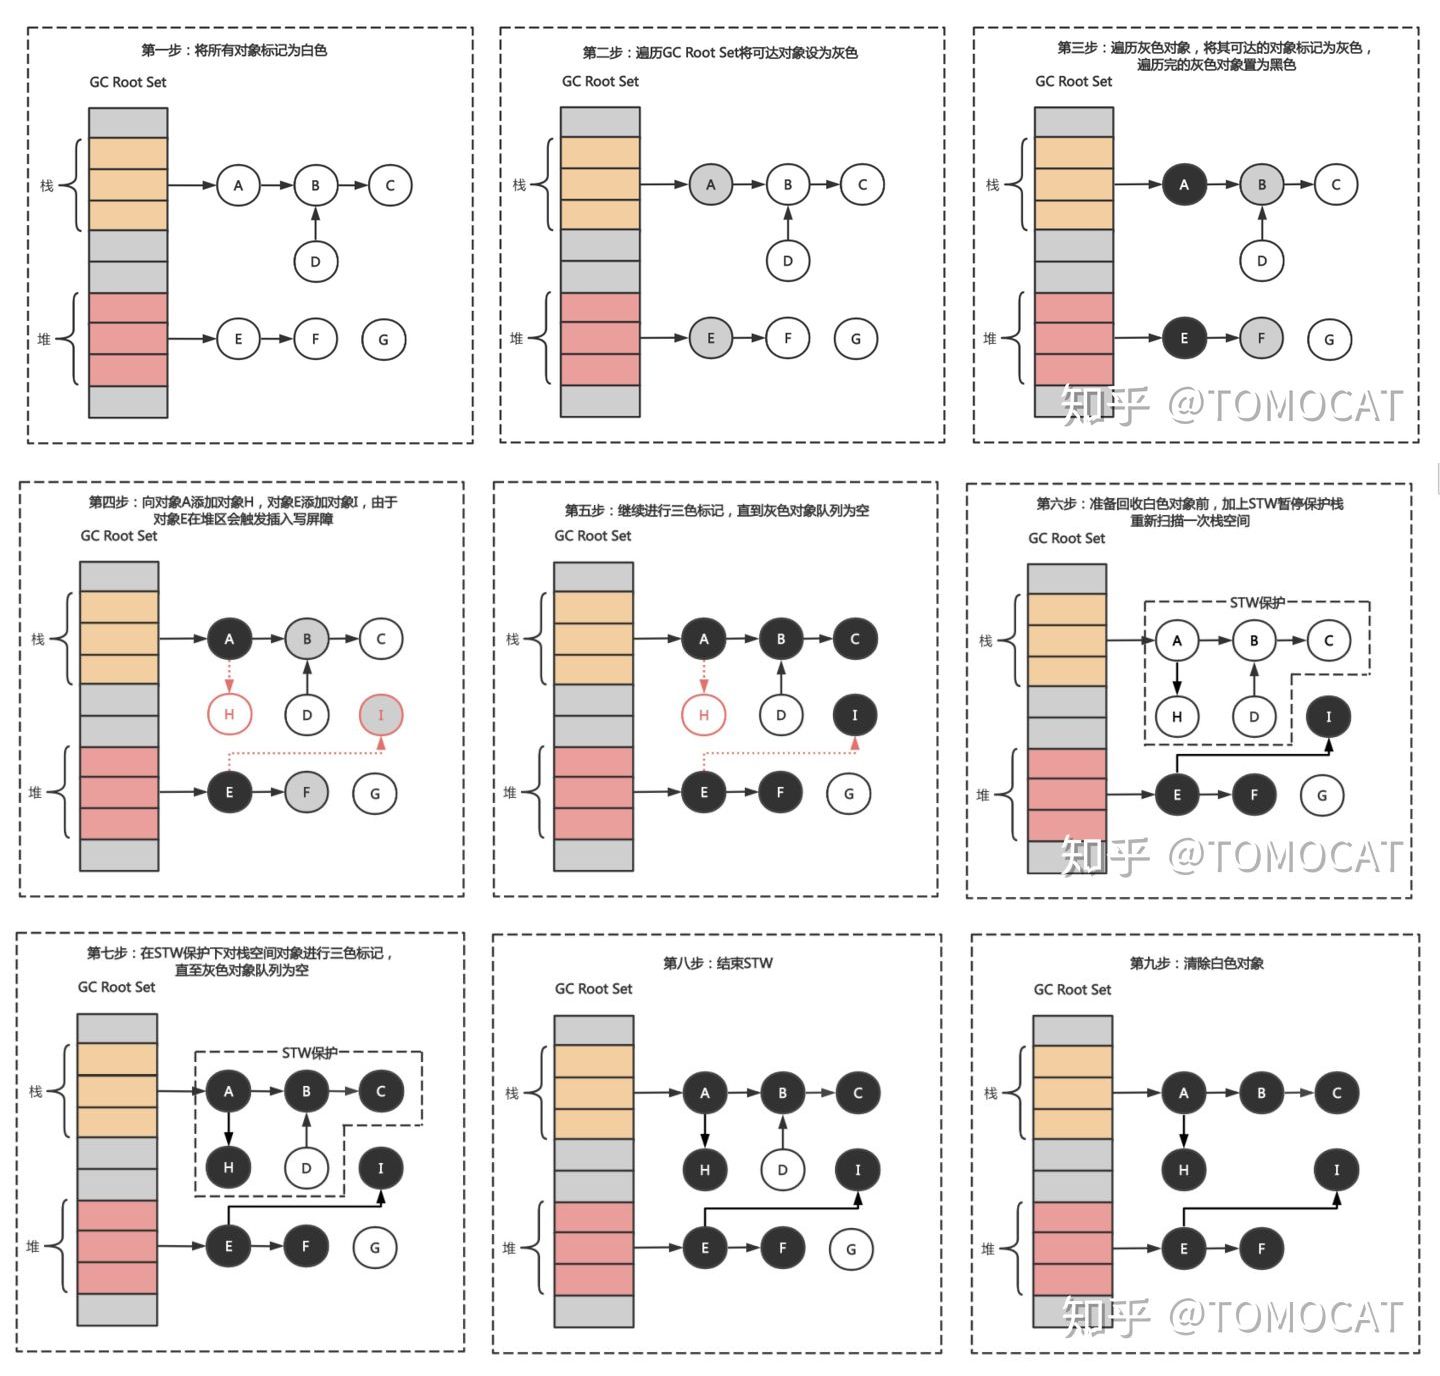 第一步：将所有对象标记为白色
GC Root Set
栈
A
B
C
D
堆
E
F
G
第二步：遍历GC Root Set将可达对象设为灰色
GC Root Set
栈
A
B
C
D
堆
E
F
G
第三步：遍历灰色对象，将其可达的对象标记为灰色，
遍历完的灰色对象置为黑色
GC Root Set
栈
A
B
C
D
堆
E
F
G
知乎 @TOMOCAT
第四步：向对象A添加对象H，对象E添加对象I，由于
对象E在堆区会触发插入写屏障
GC Root Set
栈
A
B
C
H
D
I
堆
E
F
G
第五步：继续进行三色标记，直到灰色对象队列为空
GC Root Set
栈
A
B
C
H
D
I
堆
E
F
G
第六步：准备回收白色对象前，加上STW暂停保护栈
重新扫描一次栈空间
GC Root Set
STW保护
栈
A
B
C
H
D
I
堆
E
F
G
知乎 @TOMOCAT
第七步：在STW保护下对栈空间对象进行三色标记，
直至灰色对象队列为空
GC Root Set
STW保护
栈
A
B
C
H
D
I
堆
E
F
G
第八步：结束STW
GC Root Set
栈
A
B
C
H
D
I
堆
E
F
G
第九步：清除白色对象
GC Root Set
栈
A
B
C
H
I
堆
E
F
知乎 @TOMOCAT